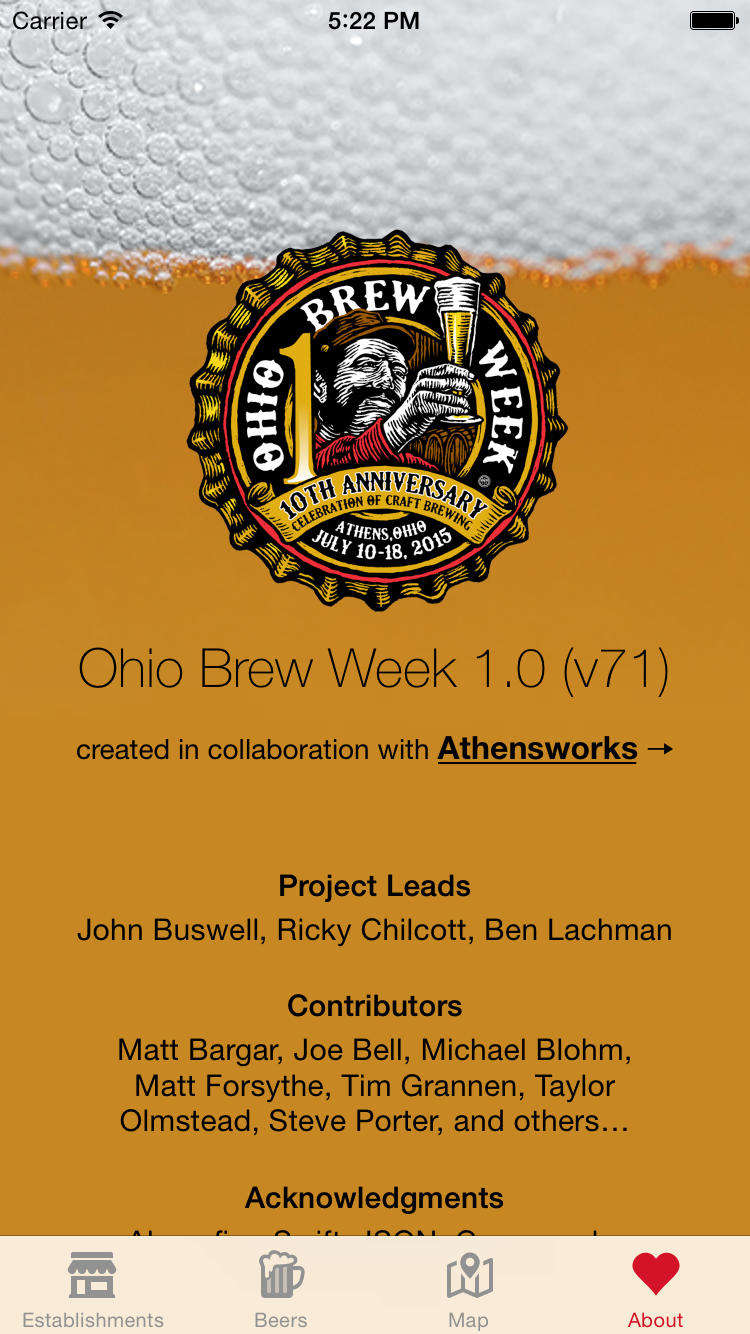 Carrier 5:22 PM
OHIO BREW WEEK
10TH ANNIVERSARY
CELEBRATION OF CRAFT BREWING
ATHENS, OHIO
JULY 10-18, 2015
Ohio Brew Week 1.0 (v71)
created in collaboration with Athensworks →
Project Leads
John Buswell, Ricky Chilcott, Ben Lachman
Contributors
Matt Bargar, Joe Bell, Michael Blohm,
Matt Forsythe, Tim Grannen, Taylor
Olmstead, Steve Porter, and others…
Acknowledgments
Establishments Beers Map About